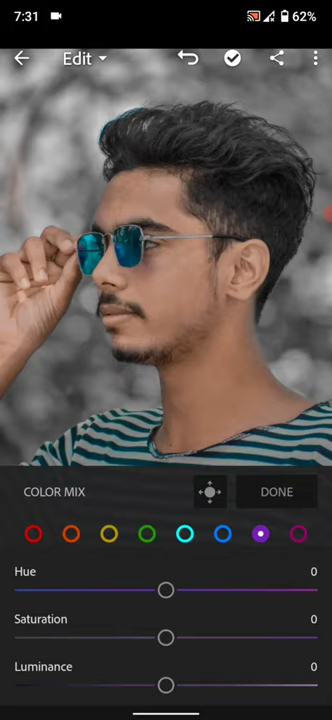 7:31 62%
Edit
COLOR MIX DONE
Hue 0
Saturation 0
Luminance 0